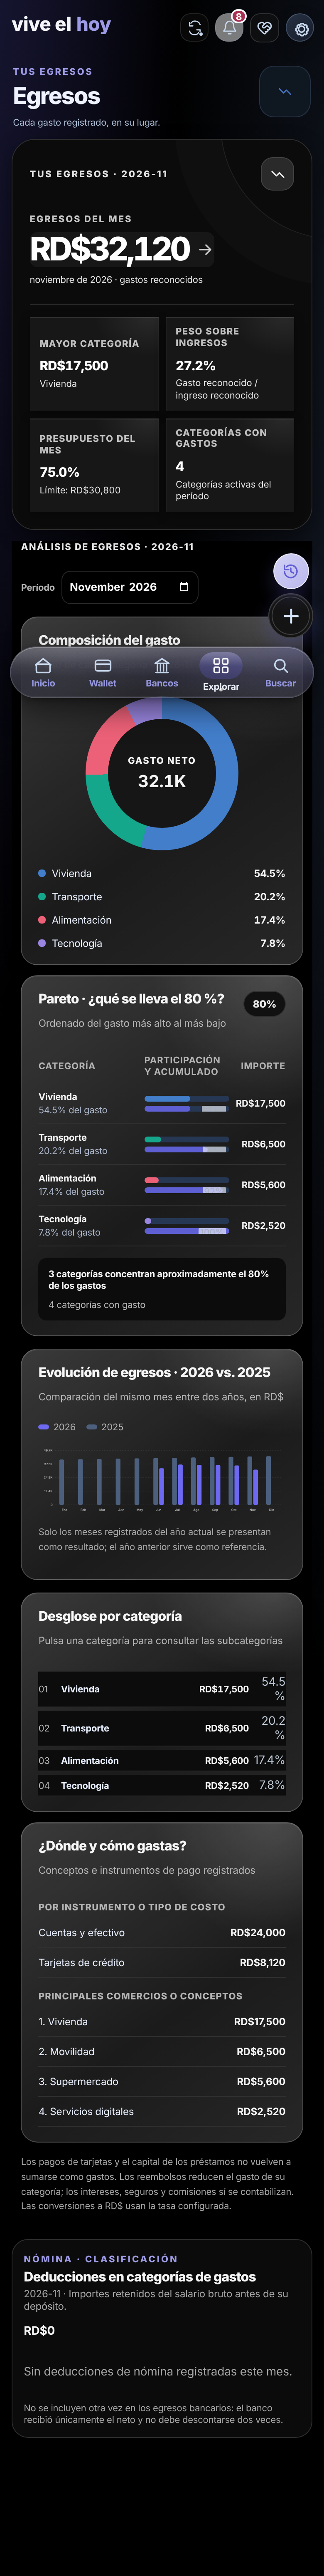 vive el hoy
8
TUS EGRESOS
Egresos
Cada gasto registrado, en su lugar.
TUS EGRESOS · 2026-11
EGRESOS DEL MES
RD$32,120 →
noviembre de 2026 · gastos reconocidos
MAYOR CATEGORÍA
RD$17,500
Vivienda
PESO SOBRE
INGRESOS
27.2%
Gasto reconocido /
ingreso reconocido
PRESUPUESTO DEL
MES
75.0%
Límite: RD$30,800
CATEGORÍAS CON
GASTOS
4
Categorías activas del
período
ANÁLISIS DE EGRESOS · 2026-11
Período November 2026
Composición del gasto
Inicio Wallet Bancos Explorar Buscar
GASTO NETO
32.1K
Vivienda 54.5%
Transporte 20.2%
Alimentación 17.4%
Tecnología 7.8%
Pareto · ¿qué se lleva el 80 %? 80%
Ordenado del gasto más alto al más bajo
CATEGORÍA PARTICIPACIÓN Y ACUMULADO IMPORTE
Vivienda
54.5% del gasto RD$17,500
Transporte
20.2% del gasto RD$6,500
Alimentación
17.4% del gasto RD$5,600
Tecnología
7.8% del gasto RD$2,520
3 categorías concentran aproximadamente el 80%
de los gastos
4 categorías con gasto
Evolución de egresos · 2026 vs. 2025
Comparación del mismo mes entre dos años, en RD$
2026 2025
Ene Feb Mar Abr May Jun Jul Ago Sep Oct Nov Dic
Solo los meses registrados del año actual se presentan
como resultado; el año anterior sirve como referencia.
Desglose por categoría
Pulsa una categoría para consultar las subcategorías
01 Vivienda RD$17,500 54.5
%
02 Transporte RD$6,500 20.2
%
03 Alimentación RD$5,600 17.4%
04 Tecnología RD$2,520 7.8%
¿Dónde y cómo gastas?
Conceptos e instrumentos de pago registrados
POR INSTRUMENTO O TIPO DE COSTO
Cuentas y efectivo RD$24,000
Tarjetas de crédito RD$8,120
PRINCIPALES COMERCIOS O CONCEPTOS
1. Vivienda RD$17,500
2. Movilidad RD$6,500
3. Supermercado RD$5,600
4. Servicios digitales RD$2,520
Los pagos de tarjetas y el capital de los préstamos no vuelven a
sumarse como gastos. Los reembolsos reducen el gasto de su
categoría; los intereses, seguros y comisiones sí se contabilizan.
Las conversiones a RD$ usan la tasa configurada.
NÓMINA · CLASIFICACIÓN
Deducciones en categorías de gastos
2026-11 · Importes retenidos del salario bruto antes de su
depósito.
RD$0
Sin deducciones de nómina registradas este mes.
No se incluyen otra vez en los egresos bancarios: el banco
recibió únicamente el neto y no debe descontarse dos veces.